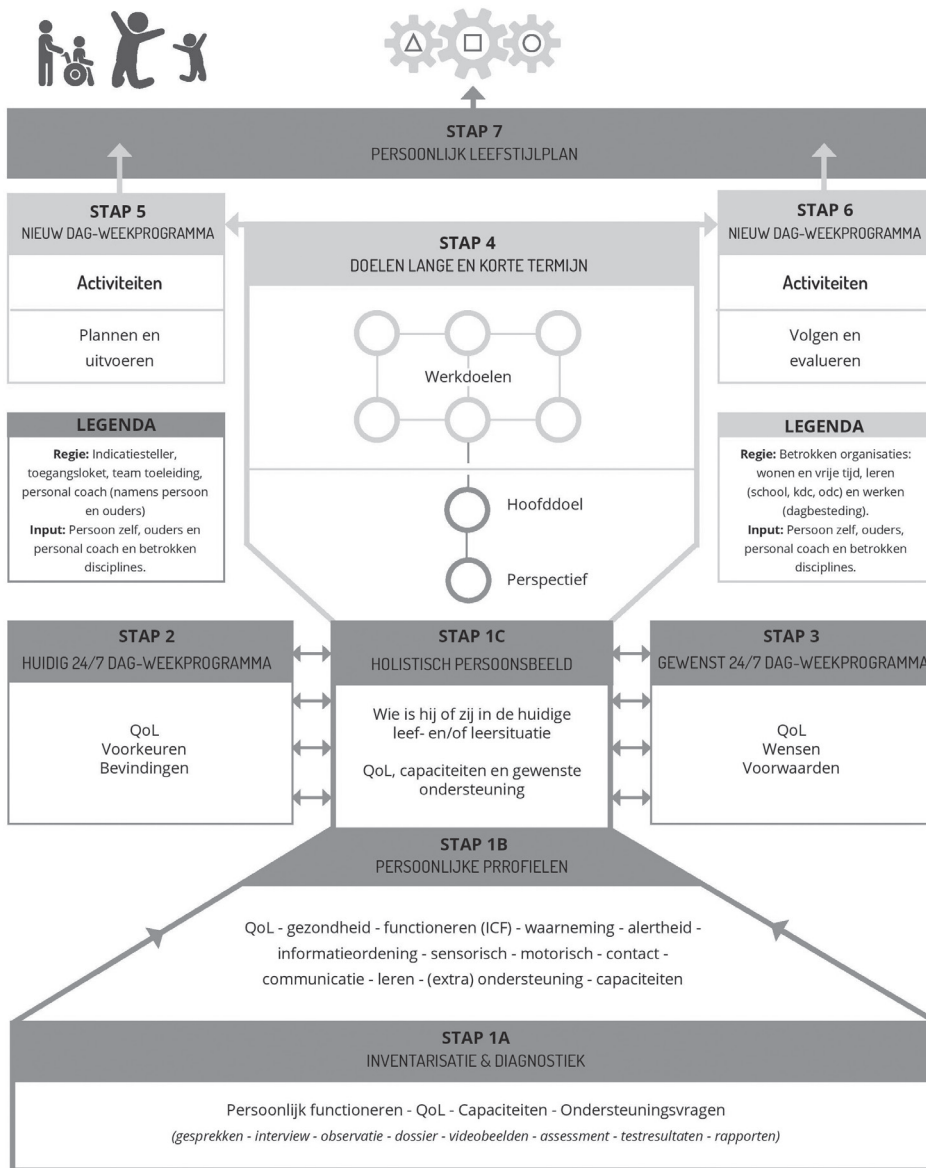 STAP 7
PERSOONLIJK LEEFSTIJLPLAN
STAP 5
NIEUW DAG-WEEKPROGRAMMA
Activiteiten
Plannen en
uitvoeren
STAP 4
DOELEN LANGE EN KORTE TERMIJN
Werkdoelen
Hoofddoel
Perspectief
STAP 6
NIEUW DAG-WEEKPROGRAMMA
Activiteiten
Volgen en
evalueren
LEGENDA
Regie: Indicatiesteller,
toegangsloket, team toeleiding,
personal coach (namens persoon
en ouders)
Input: Persoon zelf, ouders en
personal coach en betrokken
disciplines.
LEGENDA
Regie: Betrokken organisaties:
wonen en vrije tijd, leren
(school, kdc, odc) en werken
(dagbesteding).
Input: Persoon zelf, ouders,
personal coach en betrokken
disciplines.
STAP 2
HUIDIG 24/7 DAG-WEEKPROGRAMMA
QoL
Voorkeuren
Bevindingen
STAP 1C
HOLISTISCH PERSOONSBEELD
Wie is hij of zij in de huidige
leef- en/of leersituatie
QoL, capaciteiten en gewenste
ondersteuning
STAP 3
GEWENST 24/7 DAG-WEEKPROGRAMMA
QoL
Wensen
Voorwaarden
STAP 1B
PERSOONLIJKE PRROFIELEN
QoL - gezondheid - functioneren (ICF) - waarneming - alertheid -
informatieordening - sensorisch - motorisch - contact -
communicatie - leren - (extra) ondersteuning - capaciteiten
STAP 1A
INVENTARISATIE & DIAGNOSTIEK
Persoonlijk functioneren - QoL - Capaciteiten - Ondersteuningsvragen
(gesprekken - interview - observatie - dossier - videobeelden - assessment - testresultaten - rapporten)